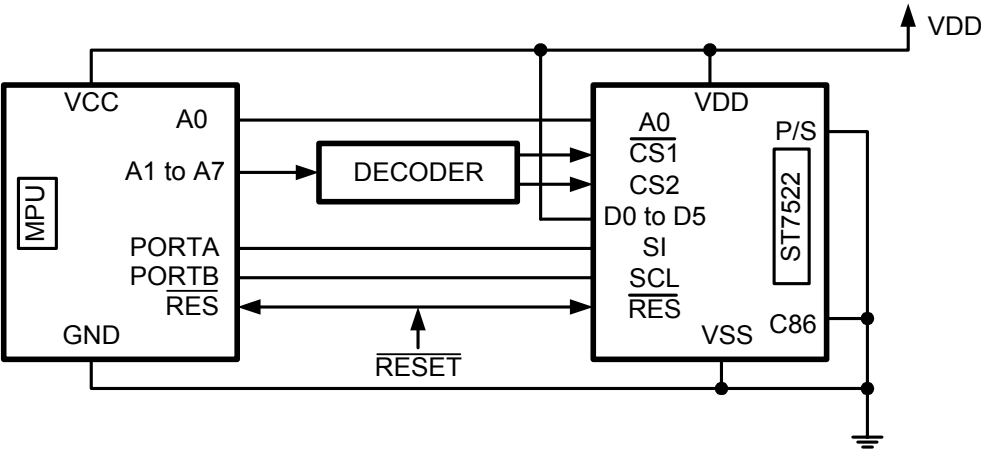 VDD
VCC
A0
A1 to A7
MPU
PORTA
PORTB
RES
GND
DECODER
RESET
VDD
A0
CS1
CS2
D0 to D5
SI
SCL
RES
VSS
P/S
ST7522
C86